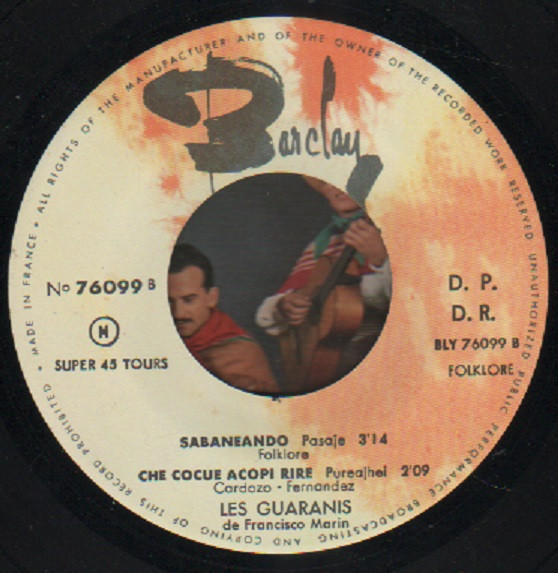 ALL RIGHTS OF THE MANUFACTURER AND OF THE OWNER OF THE RECORDED WORK RESERVED UNAUTHORIZED PUBLIC PERFORMANCE BROADCASTING AND COPYING OF THIS RECORD PROHIBITED • MADE IN FRANCE •
Barclay
Nº 76099 B
M
SUPER 45 TOURS
D. P.
D. R.
BLY 76099 B
FOLKLORE
SABANEANDO Pasaje 3'14
Folklore
CHE COCUE ACOPI RIRE Pureajhei 2'09
Cardozo - Fernandez
LES GUARANIS
de Francisco Marin